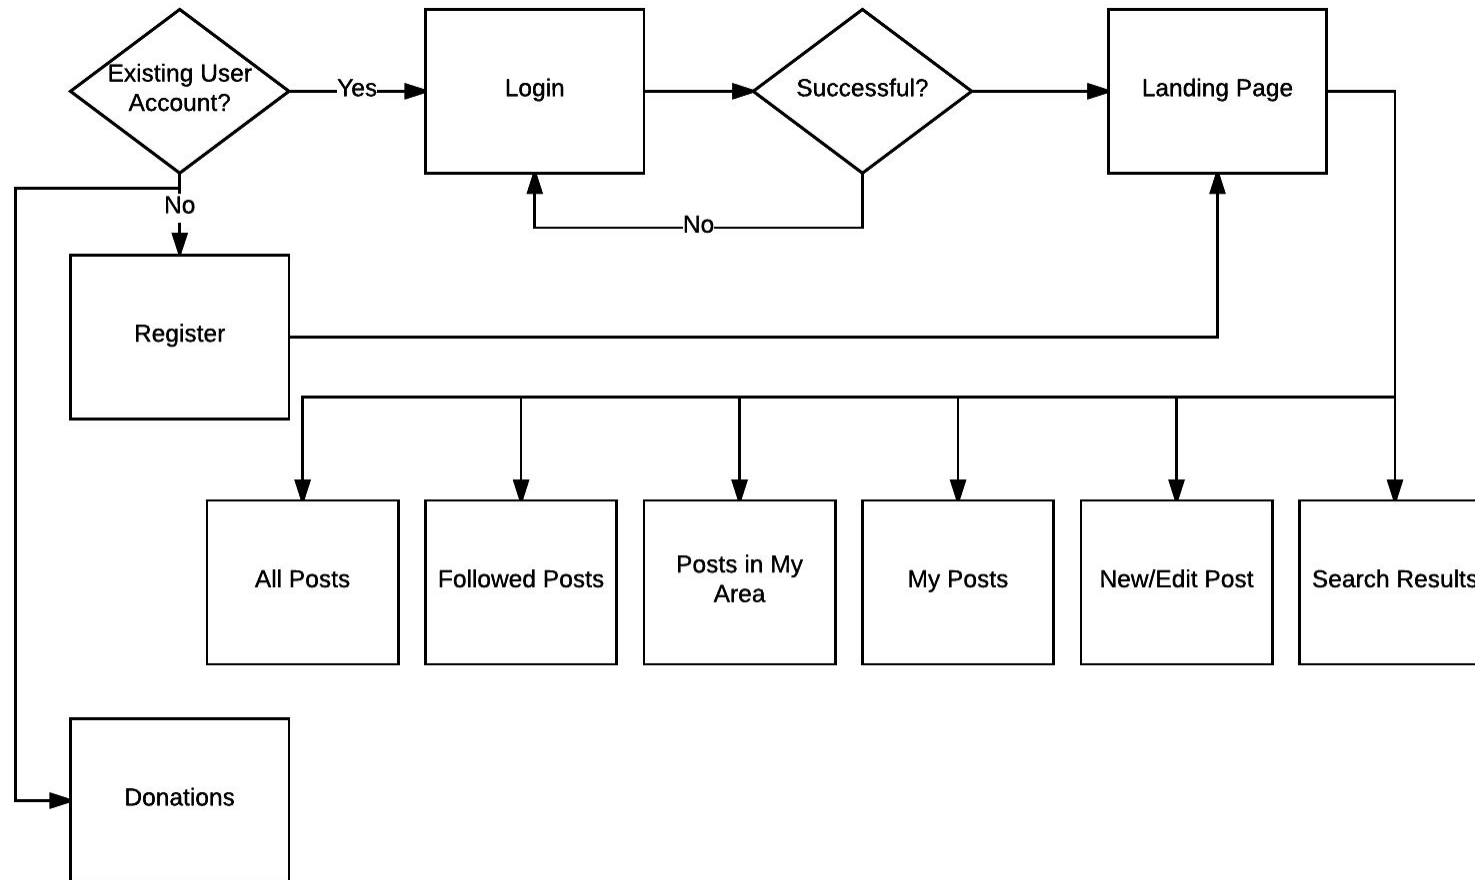 Existing User
Account?
Yes
Login
Successful?
Landing Page
No
No
Register
All Posts
Followed Posts
Posts in My
Area
My Posts
New/Edit Post
Search Results
Donations